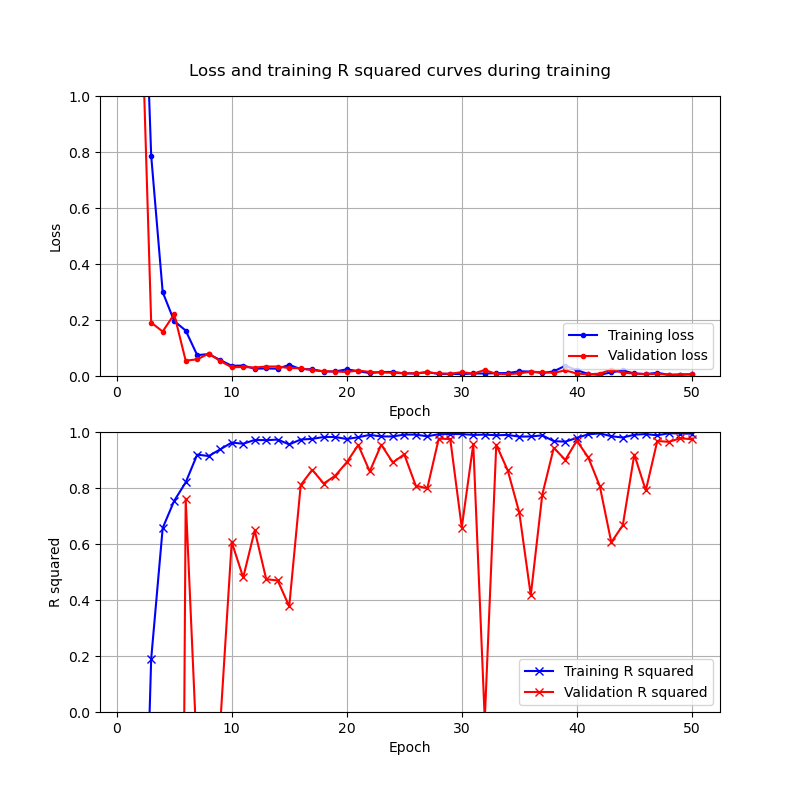 Loss and training R squared curves during training
1.0
0.8
0.6
0.4
0.2
0.0
Loss
0
10
20
30
40
50
Epoch
Training loss
Validation loss
1.0
0.8
0.6
0.4
0.2
0.0
R squared
0
10
20
30
40
50
Epoch
Training R squared
Validation R squared